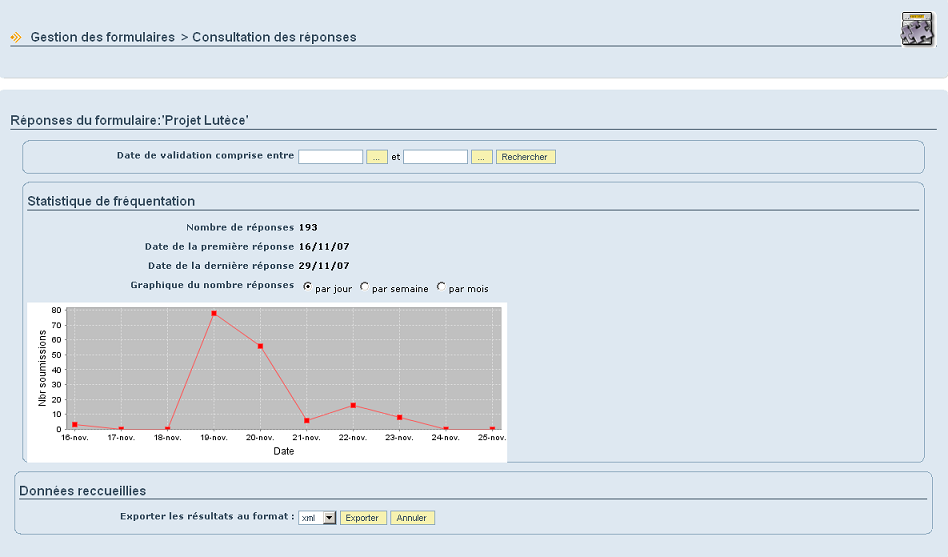 Gestion des formulaires > Consultation des réponses
Réponses du formulaire:'Projet Lutèce'
Date de validation comprise entre ... et ... Rechercher
Statistique de fréquentation
Nombre de réponses 193
Date de la première réponse 16/11/07
Date de la dernière réponse 29/11/07
Graphique du nombre réponses par jour par semaine par mois
80
70
60
50
40
30
20
10
0
Nbr soumissions
16-nov. 17-nov. 18-nov. 19-nov. 20-nov. 21-nov. 22-nov. 23-nov. 24-nov. 25-nov.
Date
Données reccueillies
Exporter les résultats au format : xml Exporter Annuler